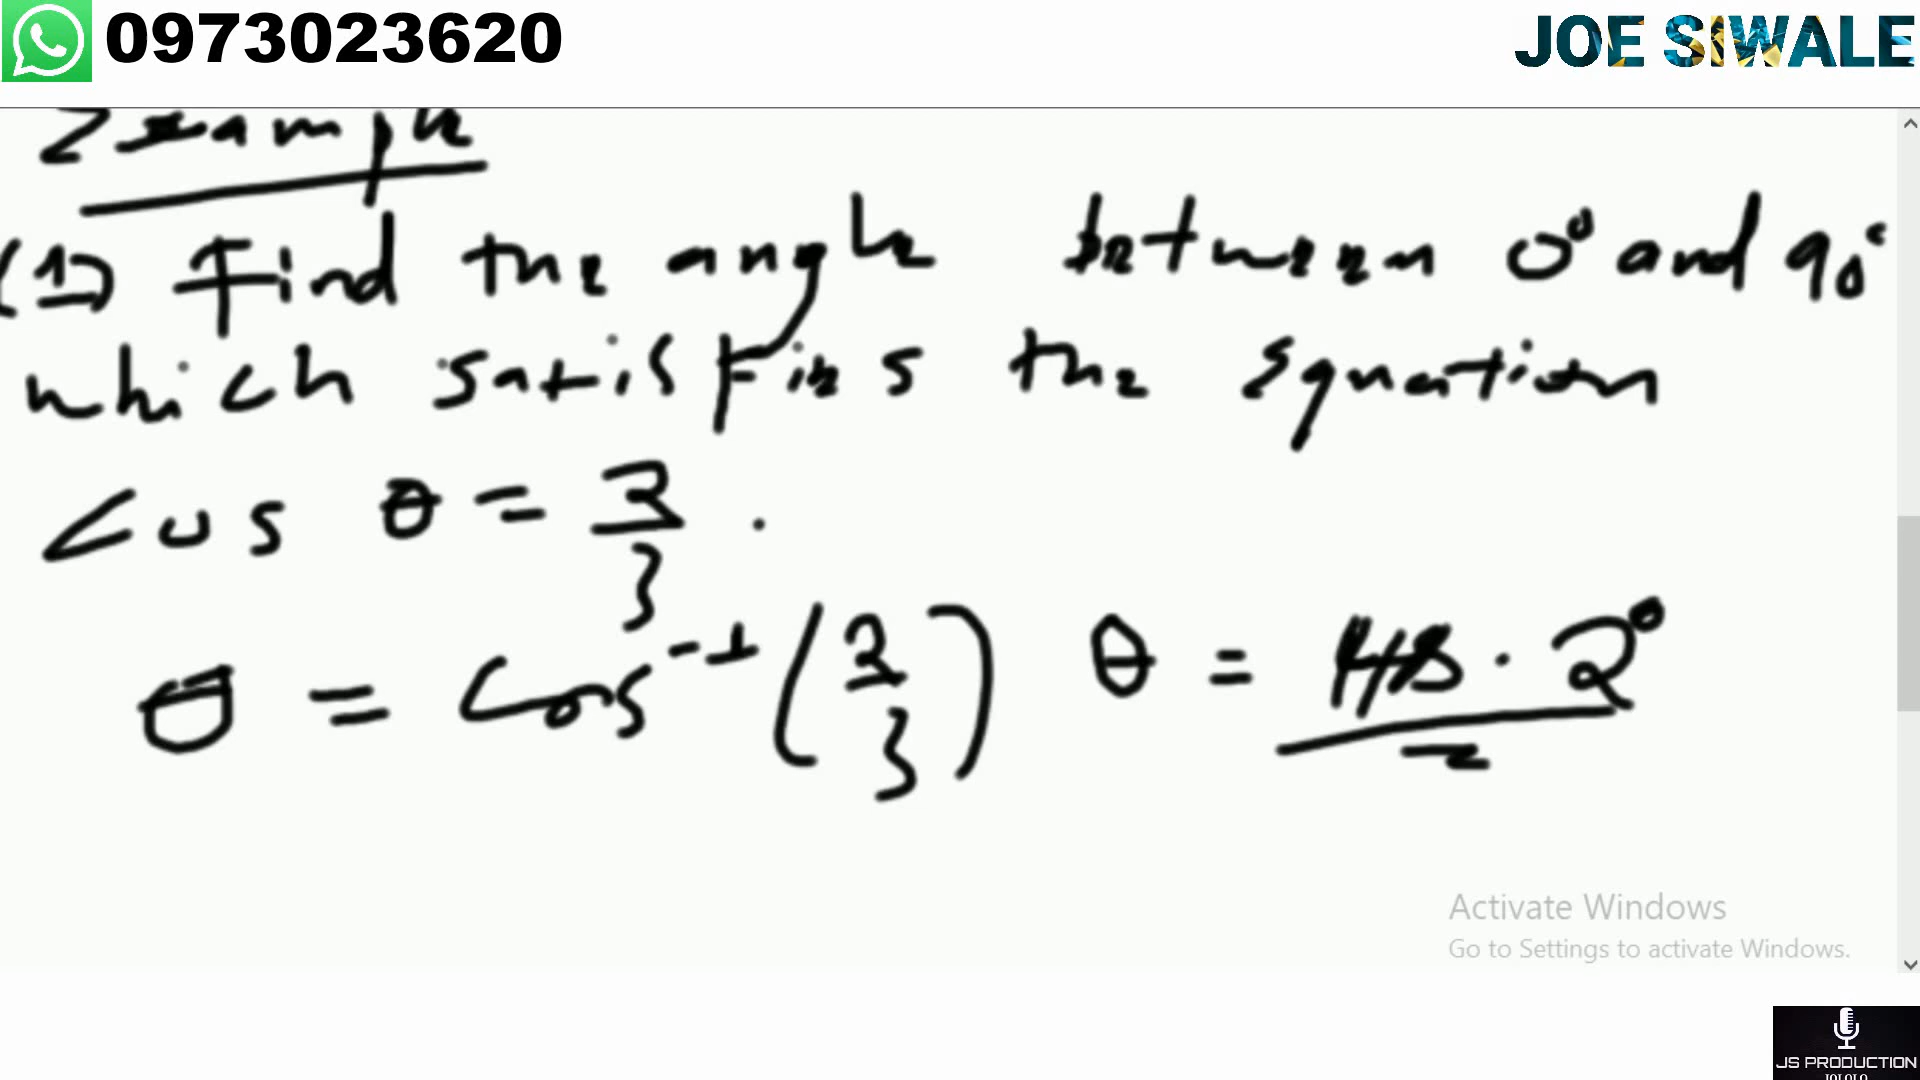 0973023620
JOE SIWALE
Example
(1) Find the angle between 0° and 90°
which satisfies the equation
Cos θ = 2/3 .
θ = Cos⁻¹ (2/3) θ = 48.2°
Activate Windows
Go to Settings to activate Windows.
JS PRODUCTION